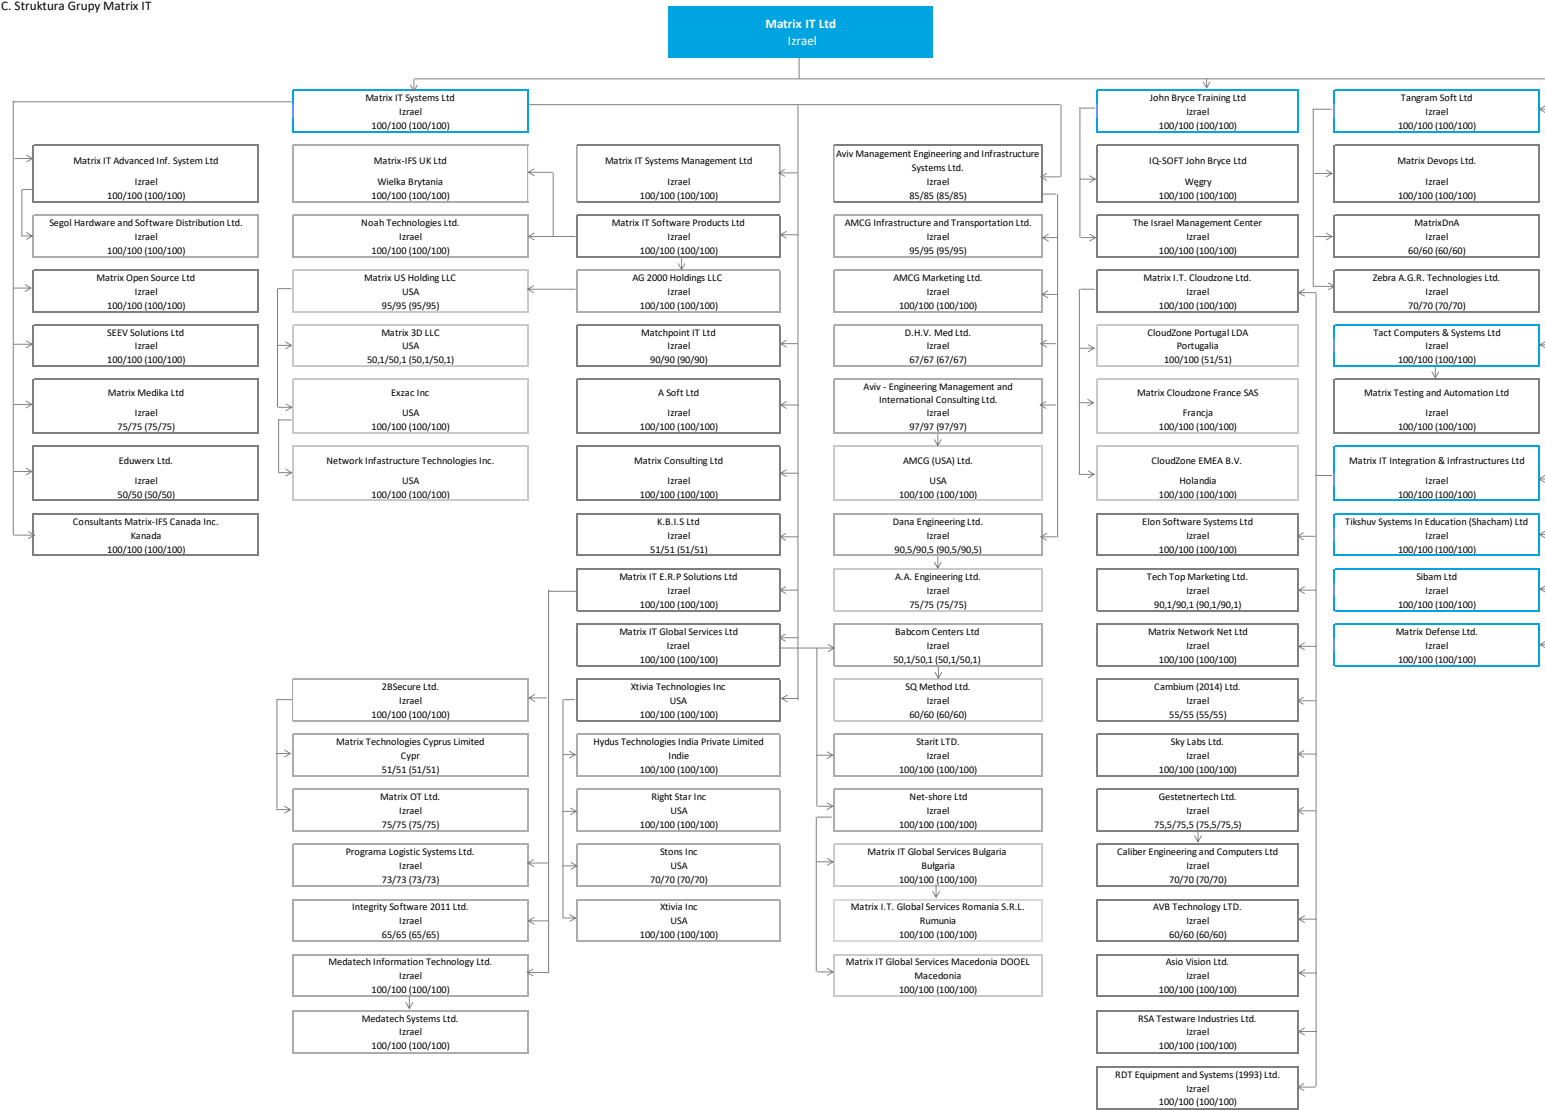 C. Struktura Grupy Matrix IT
Matrix IT Ltd
Izrael
Matrix IT Systems Ltd
Izrael
100/100 (100/100)
John Bryce Training Ltd
Izrael
100/100 (100/100)
Tangram Soft Ltd
Izrael
100/100 (100/100)
Matrix IT Advanced Inf. System Ltd
Izrael
100/100 (100/100)
Segol Hardware and Software Distribution Ltd.
Izrael
100/100 (100/100)
Matrix Open Source Ltd
Izrael
100/100 (100/100)
SEEV Solutions Ltd
Izrael
100/100 (100/100)
Matrix Medika Ltd
Izrael
75/75 (75/75)
Eduwerx Ltd.
Izrael
50/50 (50/50)
Consultants Matrix-IFS Canada Inc.
Kanada
100/100 (100/100)
Matrix-IFS UK Ltd
Wielka Brytania
100/100 (100/100)
Noah Technologies Ltd.
Izrael
100/100 (100/100)
Matrix US Holding LLC
USA
95/95 (95/95)
Matrix 3D LLC
USA
50,1/50,1 (50,1/50,1)
Exzac Inc
USA
100/100 (100/100)
Network Infastructure Technologies Inc.
USA
100/100 (100/100)
2BSecure Ltd.
Izrael
100/100 (100/100)
Matrix Technologies Cyprus Limited
Cypr
51/51 (51/51)
Matrix OT Ltd.
Izrael
75/75 (75/75)
Programa Logistic Systems Ltd.
Izrael
73/73 (73/73)
Integrity Software 2011 Ltd.
Izrael
65/65 (65/65)
Medatech Information Technology Ltd.
Izrael
100/100 (100/100)
Medatech Systems Ltd.
Izrael
100/100 (100/100)
Matrix IT Systems Management Ltd
Izrael
100/100 (100/100)
Matrix IT Software Products Ltd
Izrael
100/100 (100/100)
AG 2000 Holdings LLC
Izrael
100/100 (100/100)
Matchpoint IT Ltd
Izrael
90/90 (90/90)
A Soft Ltd
Izrael
100/100 (100/100)
Matrix Consulting Ltd
Izrael
100/100 (100/100)
K.B.I.S Ltd
Izrael
51/51 (51/51)
Matrix IT E.R.P Solutions Ltd
Izrael
100/100 (100/100)
Matrix IT Global Services Ltd
Izrael
100/100 (100/100)
Xtivia Technologies Inc
USA
100/100 (100/100)
Hydus Technologies India Private Limited
Indie
100/100 (100/100)
Right Star Inc
USA
100/100 (100/100)
Stons Inc
USA
70/70 (70/70)
Xtivia Inc
USA
100/100 (100/100)
Aviv Management Engineering and Infrastructure
Systems Ltd.
Izrael
85/85 (85/85)
AMCG Infrastructure and Transportation Ltd.
Izrael
95/95 (95/95)
AMCG Marketing Ltd.
Izrael
100/100 (100/100)
D.H.V. Med Ltd.
Izrael
67/67 (67/67)
Aviv - Engineering Management and
International Consulting Ltd.
Izrael
97/97 (97/97)
AMCG (USA) Ltd.
USA
100/100 (100/100)
Dana Engineering Ltd.
Izrael
90,5/90,5 (90,5/90,5)
A.A. Engineering Ltd.
Izrael
75/75 (75/75)
Babcom Centers Ltd
Izrael
50,1/50,1 (50,1/50,1)
SQ Method Ltd.
Izrael
60/60 (60/60)
Starit LTD.
Izrael
100/100 (100/100)
Net-shore Ltd
Izrael
100/100 (100/100)
Matrix IT Global Services Bulgaria
Bułgaria
100/100 (100/100)
Matrix I.T. Global Services Romania S.R.L.
Rumunia
100/100 (100/100)
Matrix IT Global Services Macedonia DOOEL
Macedonia
100/100 (100/100)
IQ-SOFT John Bryce Ltd
Węgry
100/100 (100/100)
The Israel Management Center
Izrael
100/100 (100/100)
Matrix I.T. Cloudzone Ltd.
Izrael
100/100 (100/100)
CloudZone Portugal LDA
Portugalia
100/100 (51/51)
Matrix Cloudzone France SAS
Francja
100/100 (100/100)
CloudZone EMEA B.V.
Holandia
100/100 (100/100)
Elon Software Systems Ltd
Izrael
100/100 (100/100)
Tech Top Marketing Ltd.
Izrael
90,1/90,1 (90,1/90,1)
Matrix Network Net Ltd
Izrael
100/100 (100/100)
Cambium (2014) Ltd.
Izrael
55/55 (55/55)
Sky Labs Ltd.
Izrael
100/100 (100/100)
Gestetnertech Ltd.
Izrael
75,5/75,5 (75,5/75,5)
Caliber Engineering and Computers Ltd
Izrael
70/70 (70/70)
AVB Technology LTD.
Izrael
60/60 (60/60)
Asio Vision Ltd.
Izrael
100/100 (100/100)
RSA Testware Industries Ltd.
Izrael
100/100 (100/100)
RDT Equipment and Systems (1993) Ltd.
Izrael
100/100 (100/100)
Matrix Devops Ltd.
Izrael
100/100 (100/100)
MatrixDnA
Izrael
60/60 (60/60)
Zebra A.G.R. Technologies Ltd.
Izrael
70/70 (70/70)
Tact Computers & Systems Ltd
Izrael
100/100 (100/100)
Matrix Testing and Automation Ltd
Izrael
100/100 (100/100)
Matrix IT Integration & Infrastructures Ltd
Izrael
100/100 (100/100)
Tikshuv Systems In Education (Shacham) Ltd
Izrael
100/100 (100/100)
Sibam Ltd
Izrael
100/100 (100/100)
Matrix Defense Ltd.
Izrael
100/100 (100/100)